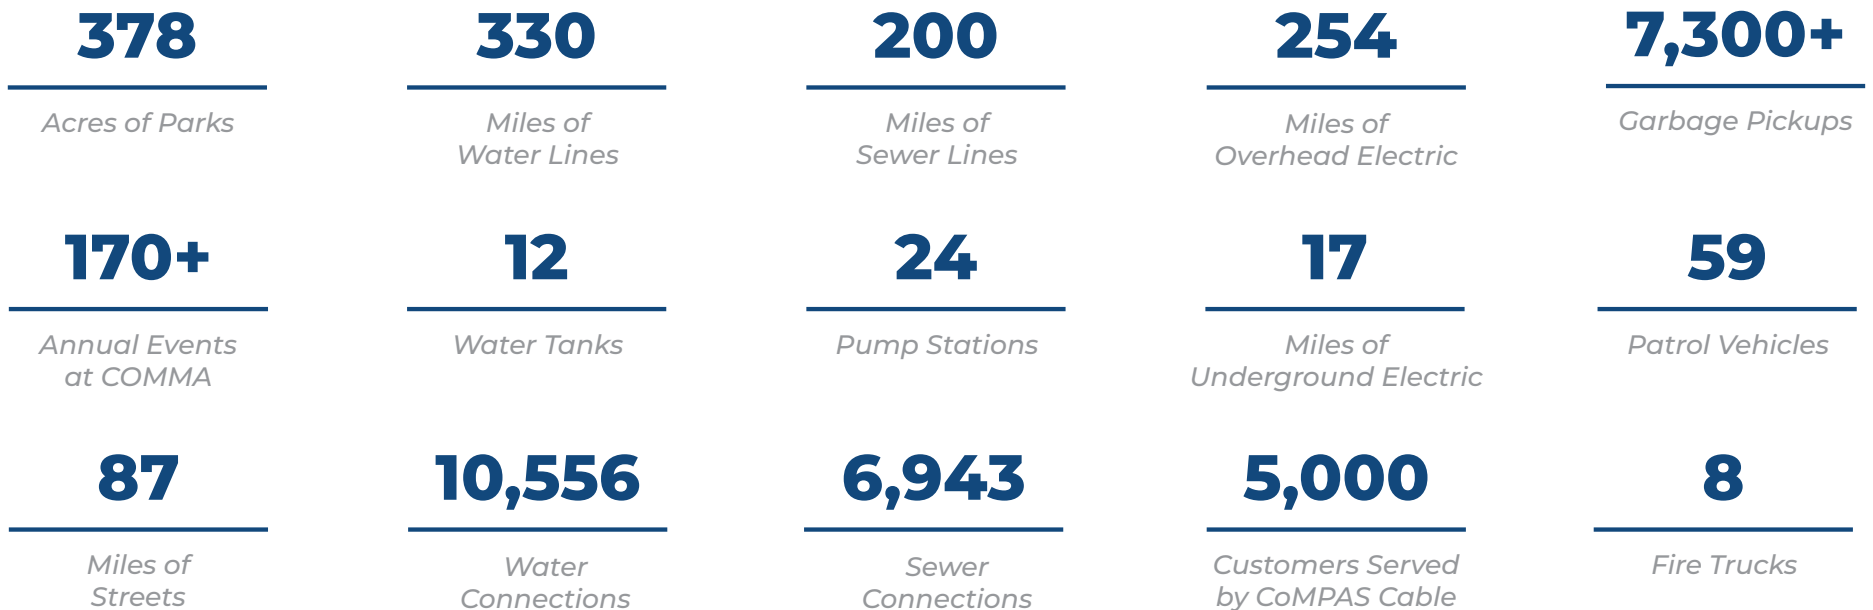 378
Acres of Parks
330
Miles of
Water Lines
200
Miles of
Sewer Lines
254
Miles of
Overhead Electric
7,300+
Garbage Pickups
170+
Annual Events
at COMMA
12
Water Tanks
24
Pump Stations
17
Miles of
Underground Electric
59
Patrol Vehicles
87
Miles of
Streets
10,556
Water
Connections
6,943
Sewer
Connections
5,000
Customers Served
by CoMPAS Cable
8
Fire Trucks